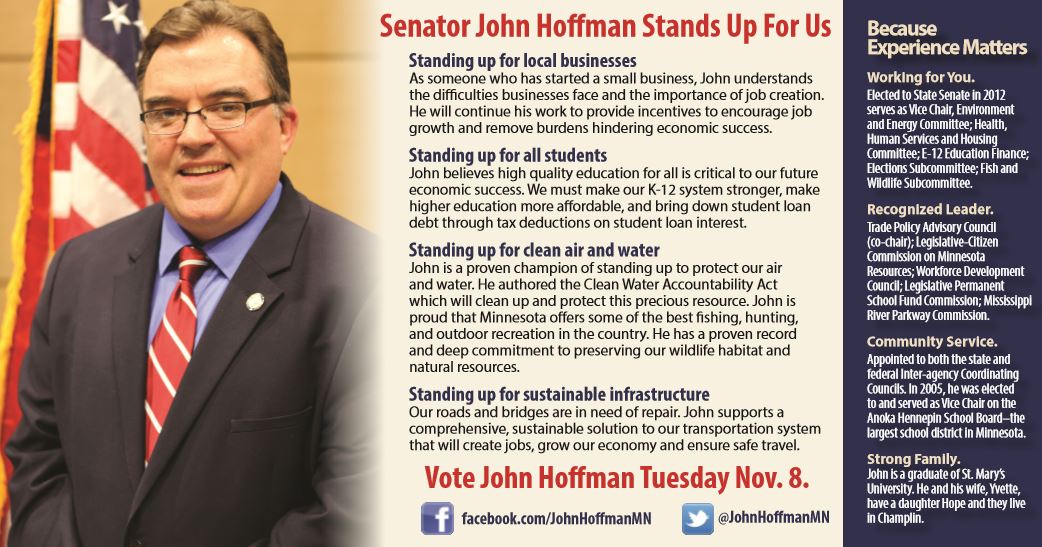 Senator John Hoffman Stands Up For Us
Standing up for local businesses
As someone who has started a small business, John understands
the difficulties businesses face and the importance of job creation.
He will continue his work to provide incentives to encourage job
growth and remove burdens hindering economic success.
Standing up for all students
John believes high quality education for all is critical to our future
economic success. We must make our K-12 system stronger, make
higher education more affordable, and bring down student loan
debt through tax deductions on student loan interest.
Standing up for clean air and water
John is a proven champion of standing up to protect our air
and water. He authored the Clean Water Accountability Act
which will clean up and protect this precious resource. John is
proud that Minnesota offers some of the best fishing, hunting,
and outdoor recreation in the country. He has a proven record
and deep commitment to preserving our wildlife habitat and
natural resources.
Standing up for sustainable infrastructure
Our roads and bridges are in need of repair. John supports a
comprehensive, sustainable solution to our transportation system
that will create jobs, grow our economy and ensure safe travel.
Vote John Hoffman Tuesday Nov. 8.
facebook.com/JohnHoffmanMN
@JohnHoffmanMN
Because
Experience Matters
Working for You.
Elected to State Senate in 2012
serves as Vice Chair, Environment
and Energy Committee; Health,
Human Services and Housing
Committee; E-12 Education Finance;
Elections Subcommittee; Fish and
Wildlife Subcommittee.
Recognized Leader.
Trade Policy Advisory Council
(co-chair); Legislative-Citizen
Commission on Minnesota
Resources; Workforce Development
Council; Legislative Permanent
School Fund Commission; Mississippi
River Parkway Commission.
Community Service.
Appointed to both the state and
federal Inter-agency Coordinating
Councils. In 2005, he was elected
to and served as Vice Chair on the
Anoka Hennepin School Board–the
largest school district in Minnesota.
Strong Family.
John is a graduate of St. Mary's
University. He and his wife, Yvette,
have a daughter Hope and they live
in Champlin.